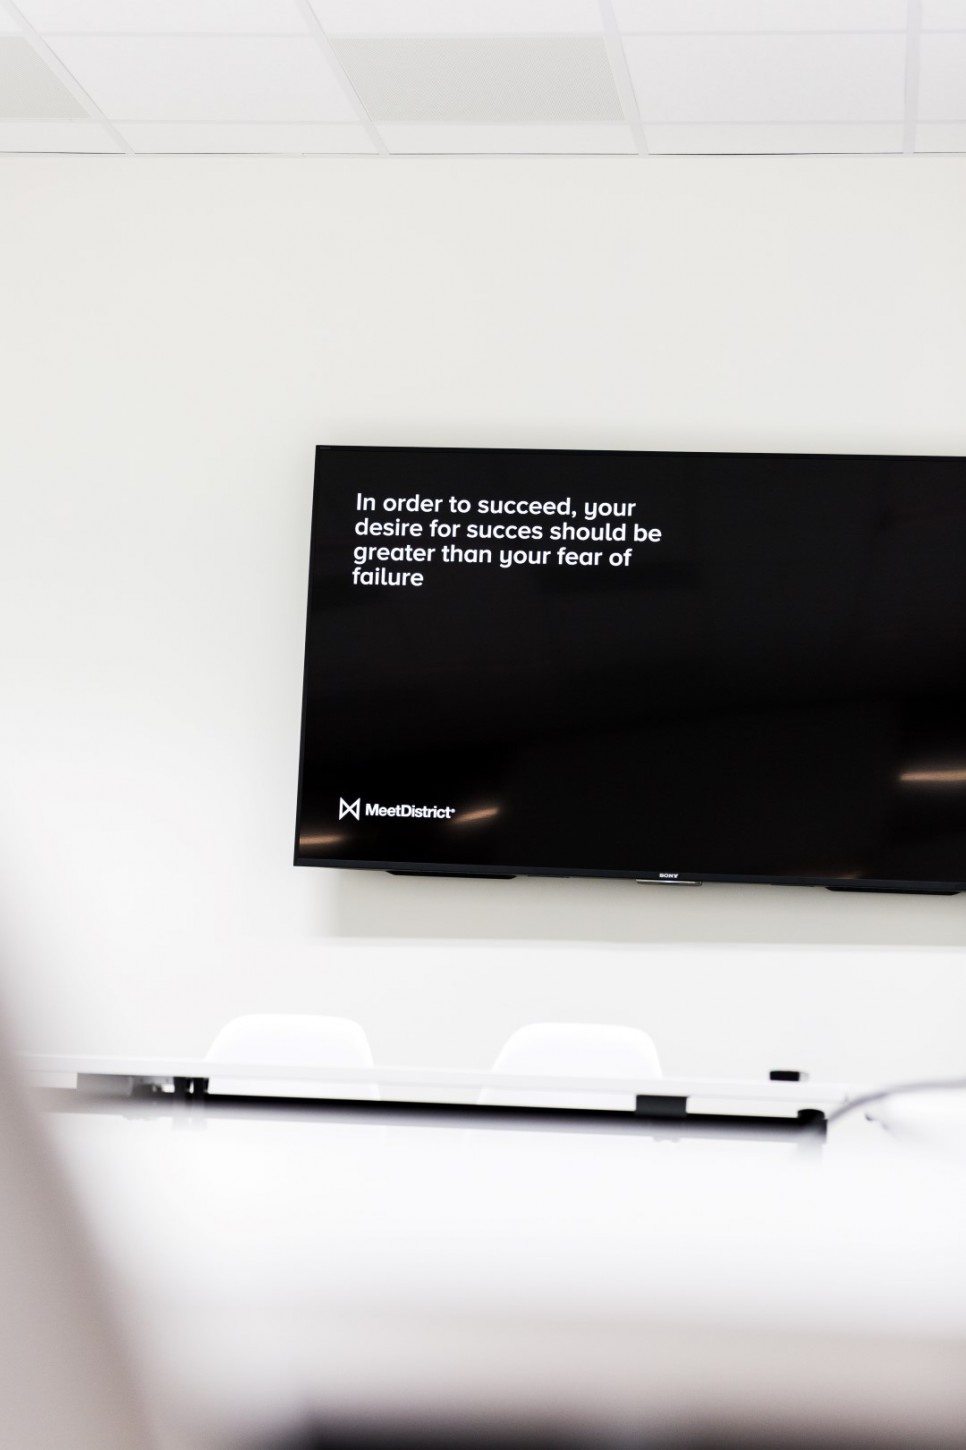 In order to succeed, your
desire for succes should be
greater than your fear of
failure
MeetDistrict
SONY